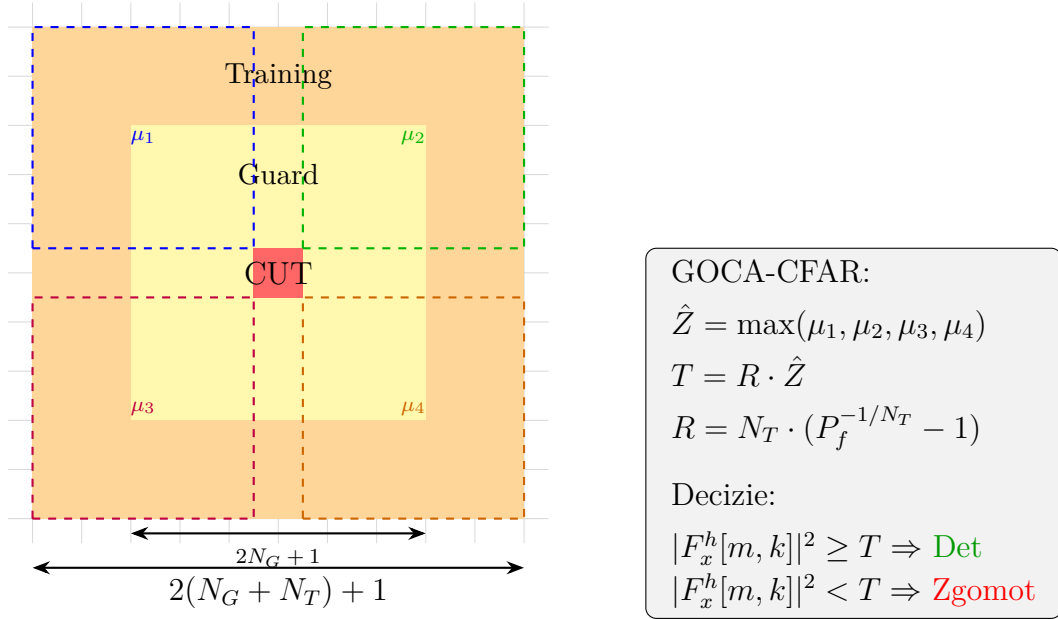 Training
μ₁
μ₂
Guard
CUT
μ₃
μ₄
2N_G + 1
2(N_G + N_T) + 1
GOCA-CFAR:
Ẑ = max(μ₁, μ₂, μ₃, μ₄)
T = R · Ẑ
R = N_T · (P_f^{-1/N_T} − 1)
Decizie:
|F_x^h[m, k]|² ≥ T ⇒ Det
|F_x^h[m, k]|² < T ⇒ Zgomot